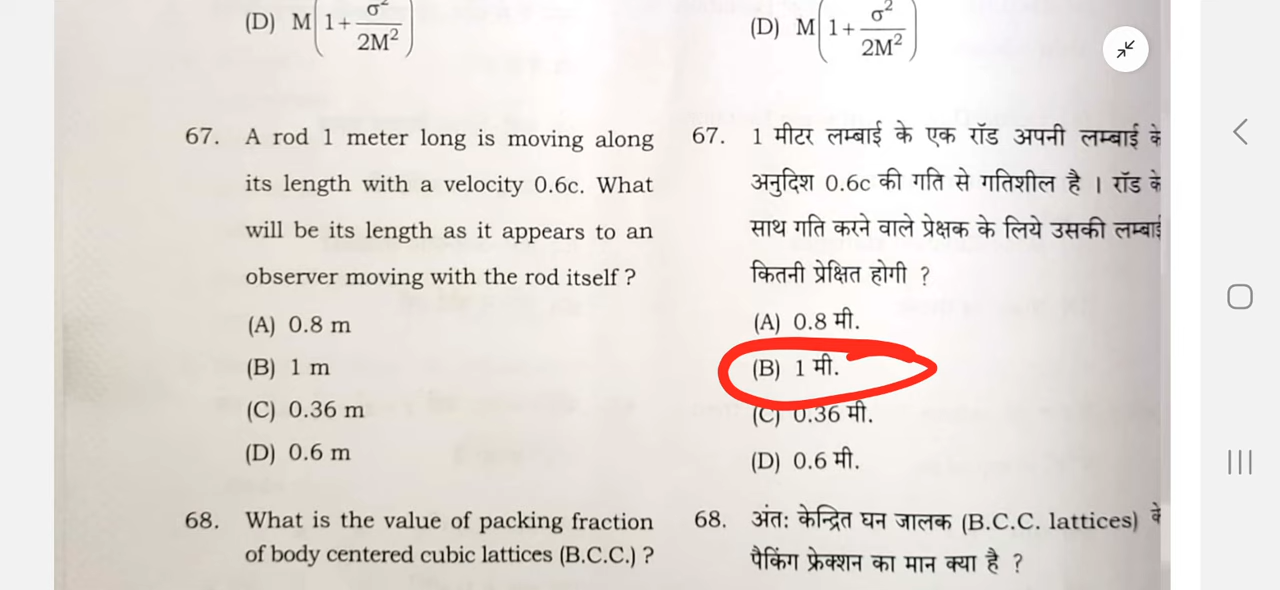 (D) M(1+σ²/2M²)
67. A rod 1 meter long is moving along
its length with a velocity 0.6c. What
will be its length as it appears to an
observer moving with the rod itself ?
(A) 0.8 m
(B) 1 m
(C) 0.36 m
(D) 0.6 m
68. What is the value of packing fraction
of body centered cubic lattices (B.C.C.) ?
(D) M(1+σ²/2M²)
67. 1 मीटर लम्बाई के एक रॉड अपनी लम्बाई के
अनुदिश 0.6c की गति से गतिशील है । रॉड के
साथ गति करने वाले प्रेक्षक के लिये उसकी लम्बाई
कितनी प्रेक्षित होगी ?
(A) 0.8 मी.
(B) 1 मी.
(C) 0.36 मी.
(D) 0.6 मी.
68. अंत: केन्द्रित घन जालक (B.C.C. lattices) के
पैकिंग फ्रेक्शन का मान क्या है ?